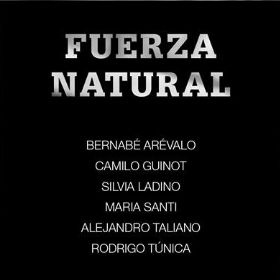 FUERZA
NATURAL
BERNABÉ ARÉVALO
CAMILO GUINOT
SILVIA LADINO
MARIA SANTI
ALEJANDRO TALIANO
RODRIGO TÚNICA